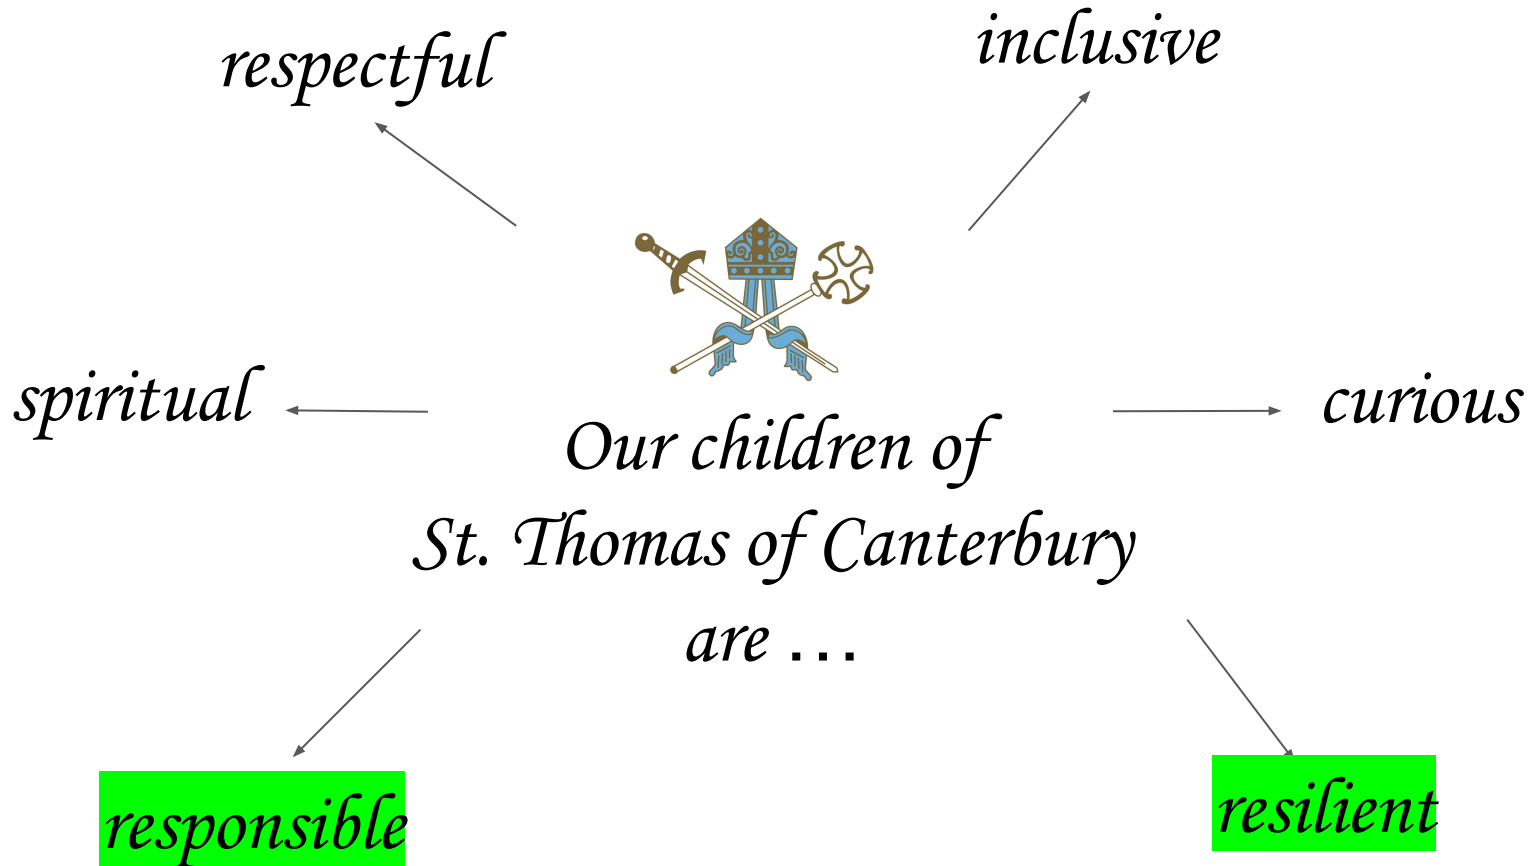 respectful
inclusive
spiritual
curious
Our children of
St. Thomas of Canterbury
are ...
responsible
resilient